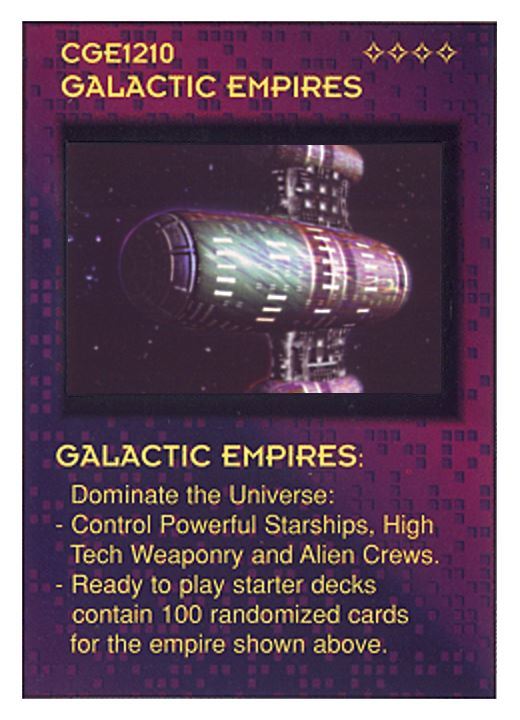 CGE1210
GALACTIC EMPIRES
GALACTIC EMPIRES:
Dominate the Universe:
- Control Powerful Starships, High
Tech Weaponry and Alien Crews.
- Ready to play starter decks
contain 100 randomized cards
for the empire shown above.